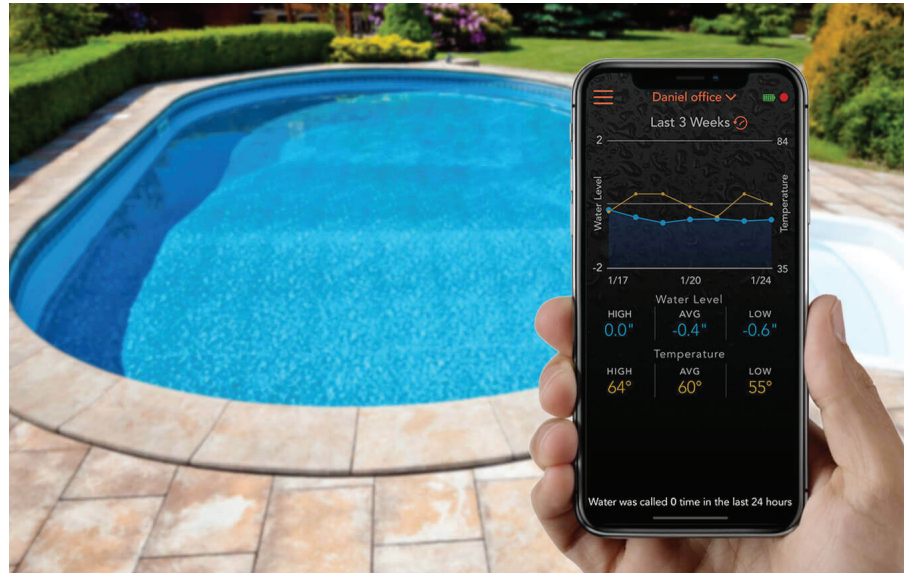 Daniel office
Last 3 Weeks
2
84
Water Level
Temperature
-2
35
1/17 1/20 1/24
Water Level
HIGH AVG LOW
0.0" -0.4" -0.6"
Temperature
HIGH AVG LOW
64° 60° 55°
Water was called 0 time in the last 24 hours